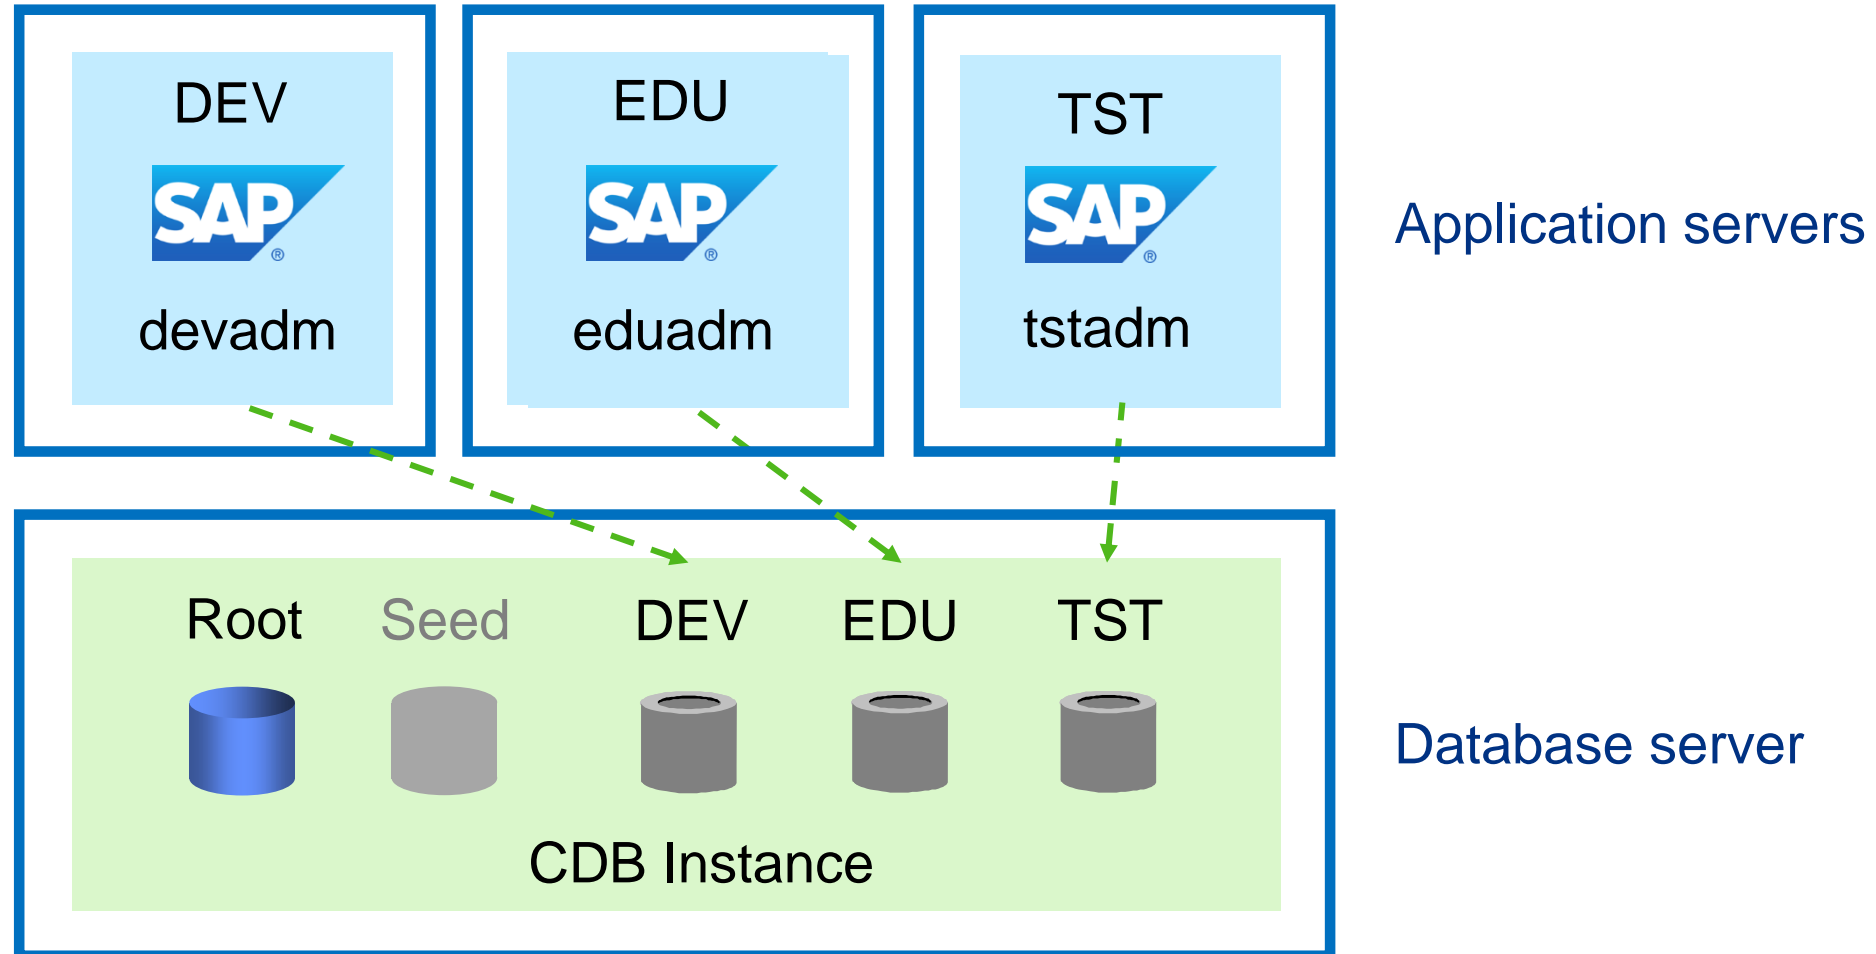 DEV
EDU
TST
SAP ®
SAP ®
SAP ®
devadm
eduadm
tstadm
Application servers
Root
Seed
DEV
EDU
TST
Database server
CDB Instance